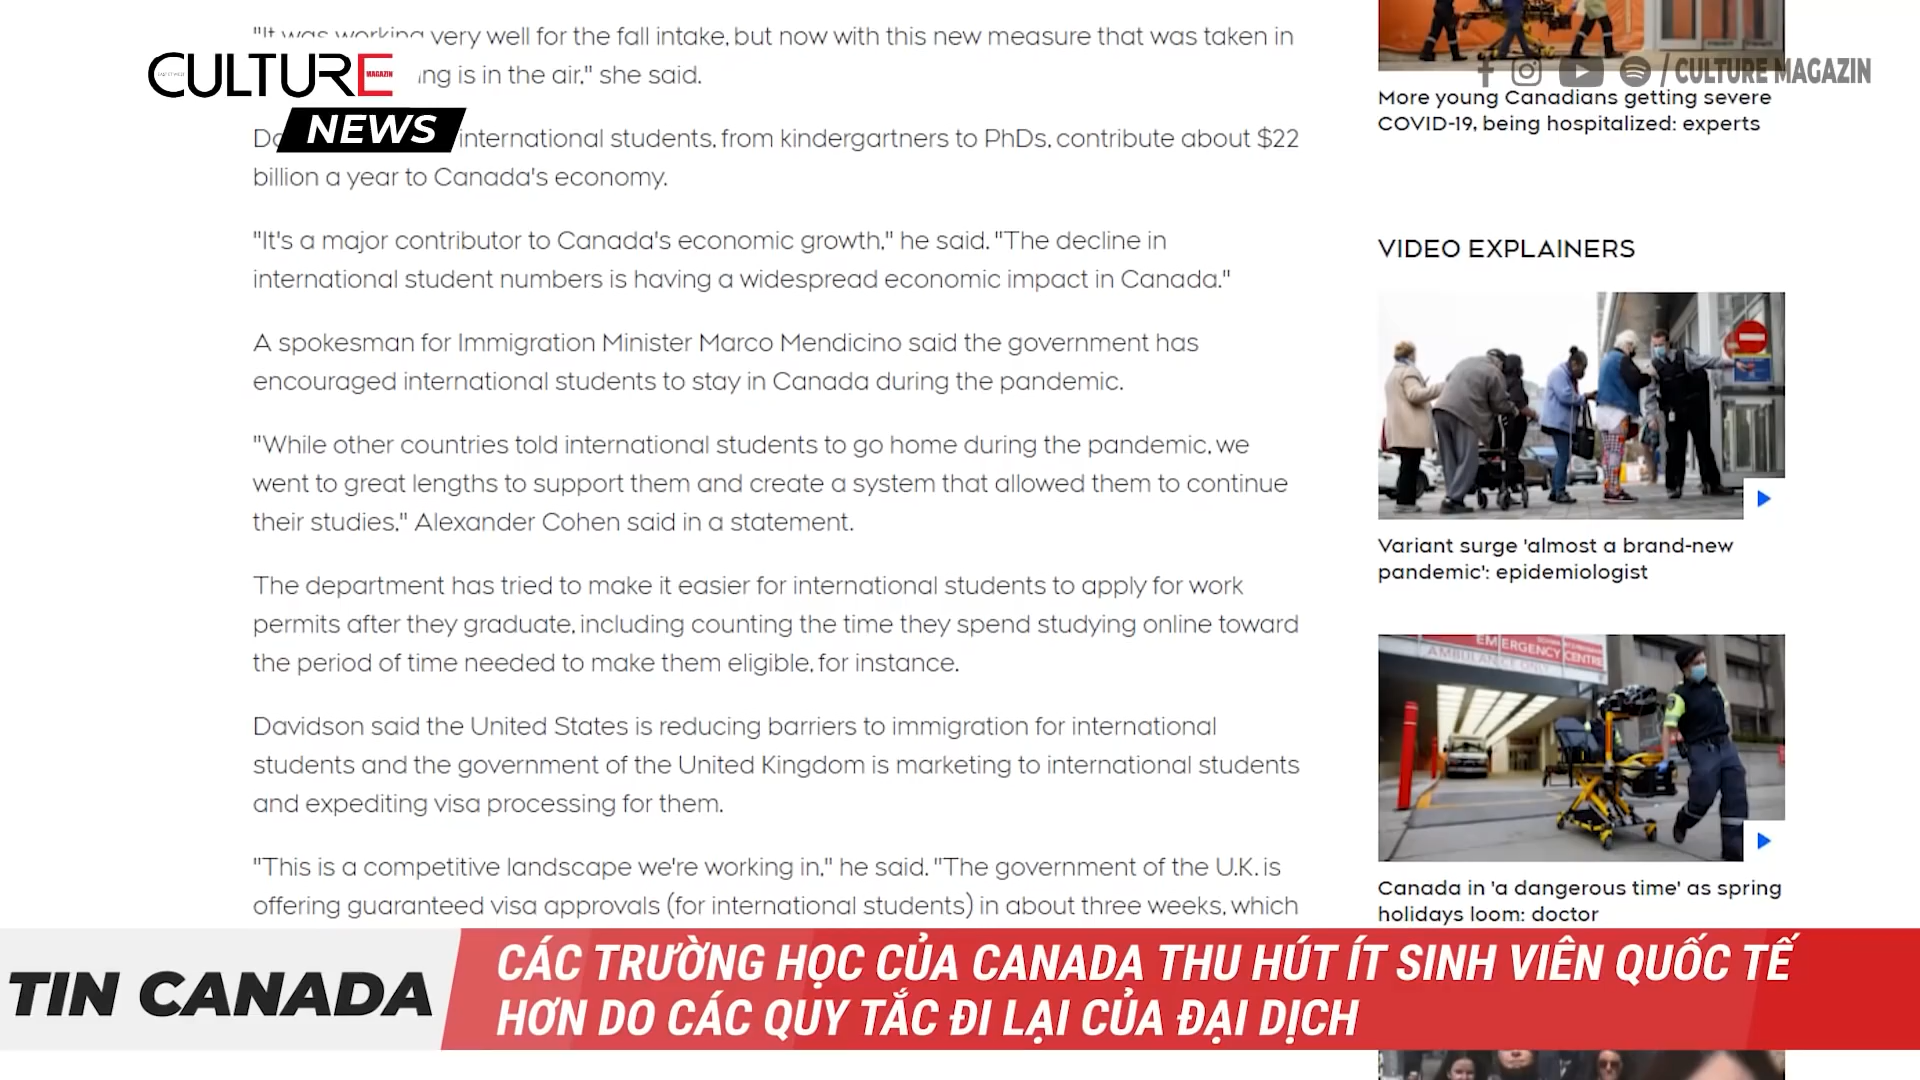 "It was working very well for the fall intake, but now with this new measure that was taken in
ng is in the air," she said.
CULTURE
MAGAZIN
NEWS
international students, from kindergartners to PhDs, contribute about $22
billion a year to Canada's economy.
"It's a major contributor to Canada's economic growth," he said. "The decline in
international student numbers is having a widespread economic impact in Canada."
A spokesman for Immigration Minister Marco Mendicino said the government has
encouraged international students to stay in Canada during the pandemic.
"While other countries told international students to go home during the pandemic, we
went to great lengths to support them and create a system that allowed them to continue
their studies," Alexander Cohen said in a statement.
The department has tried to make it easier for international students to apply for work
permits after they graduate, including counting the time they spend studying online toward
the period of time needed to make them eligible, for instance.
Davidson said the United States is reducing barriers to immigration for international
students and the government of the United Kingdom is marketing to international students
and expediting visa processing for them.
"This is a competitive landscape we're working in," he said. "The government of the U.K. is
offering guaranteed visa approvals (for international students) in about three weeks, which
/ CULTURE MAGAZIN
More young Canadians getting severe
COVID-19, being hospitalized: experts
VIDEO EXPLAINERS
Variant surge 'almost a brand-new
pandemic': epidemiologist
EMERGENCY
CENTRE
AMBULANCE ONLY
Canada in 'a dangerous time' as spring
holidays loom: doctor
TIN CANADA
CÁC TRƯỜNG HỌC CỦA CANADA THU HÚT ÍT SINH VIÊN QUỐC TẾ
HƠN DO CÁC QUY TẮC ĐI LẠI CỦA ĐẠI DỊCH